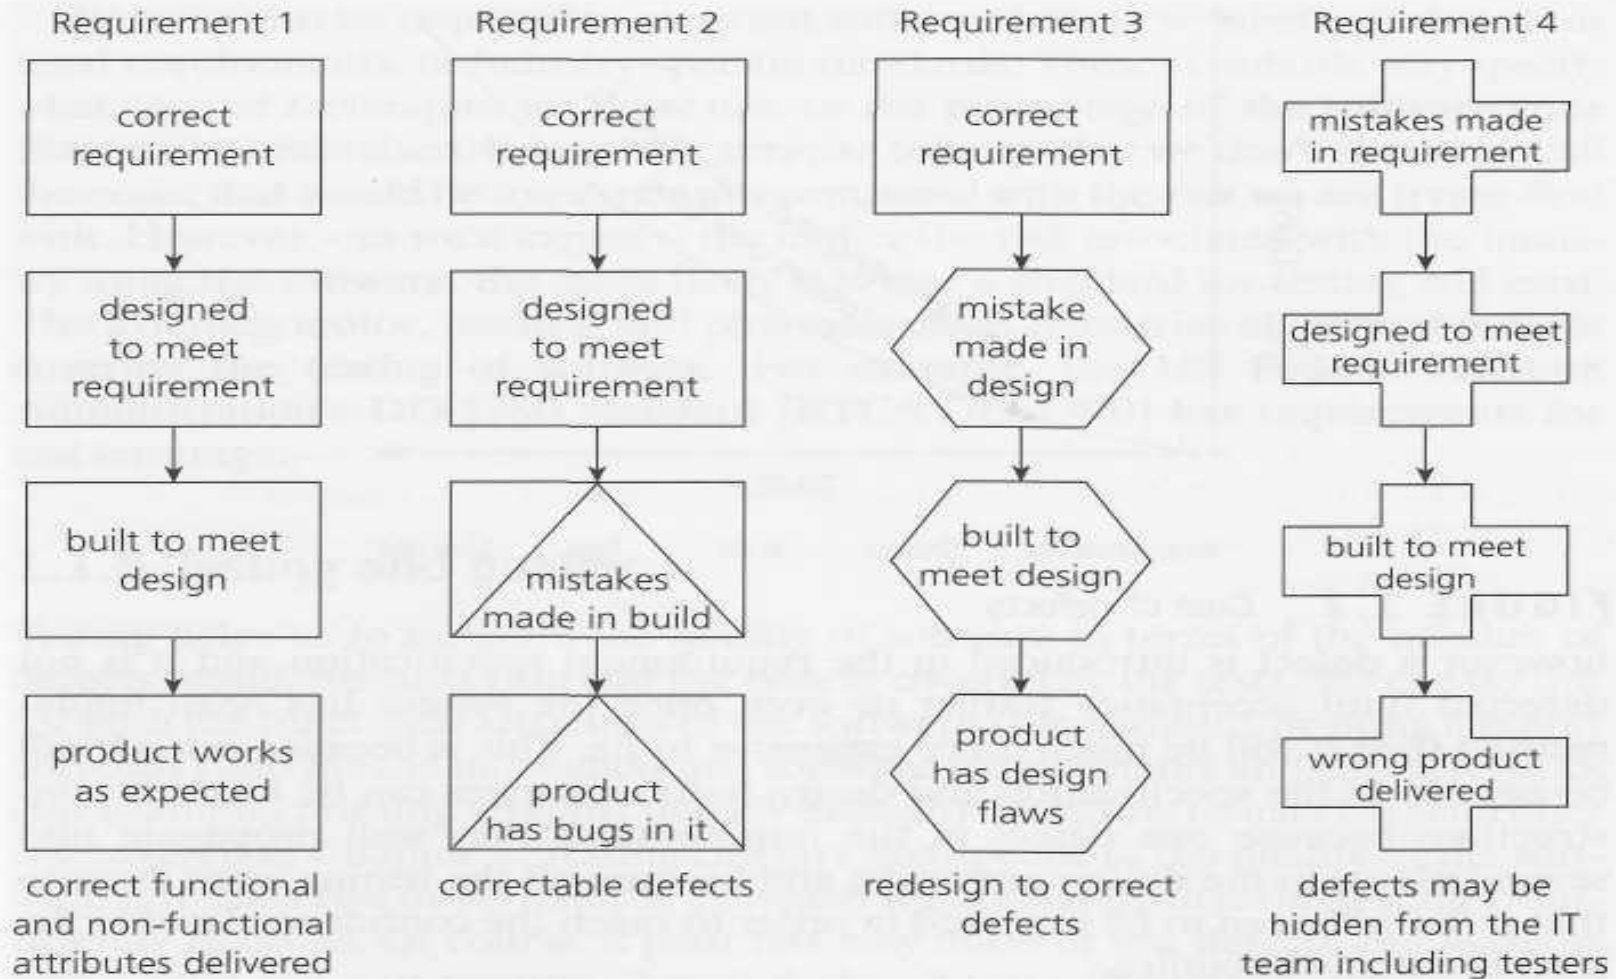 Requirement 1
correct
requirement
designed
to meet
requirement
built to meet
design
product works
as expected
correct functional
and non-functional
attributes delivered
Requirement 2
correct
requirement
designed
to meet
requirement
mistakes
made in build
product
has bugs in it
correctable defects
Requirement 3
correct
requirement
mistake
made in
design
built to
meet design
product
has design
flaws
redesign to correct
defects
Requirement 4
mistakes made
in requirement
designed to meet
requirement
built to meet
design
wrong product
delivered
defects may be
hidden from the IT
team including testers